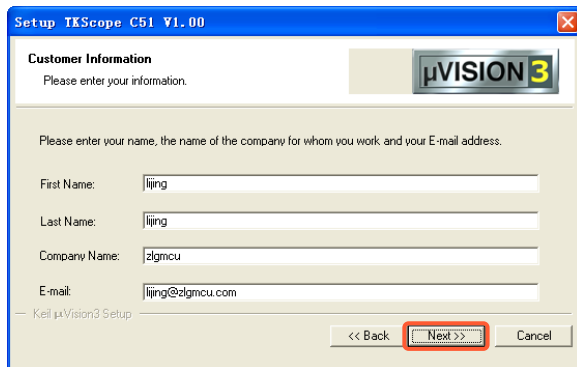 Setup TKScope C51 V1.00
Customer Information
Please enter your information.
µVISION 3
Please enter your name, the name of the company for whom you work and your E-mail address.
First Name: lijing
Last Name: lijing
Company Name: zlgmcu
E-mail: lijing@zlgmcu.com
Keil µVision3 Setup
<< Back Next >> Cancel